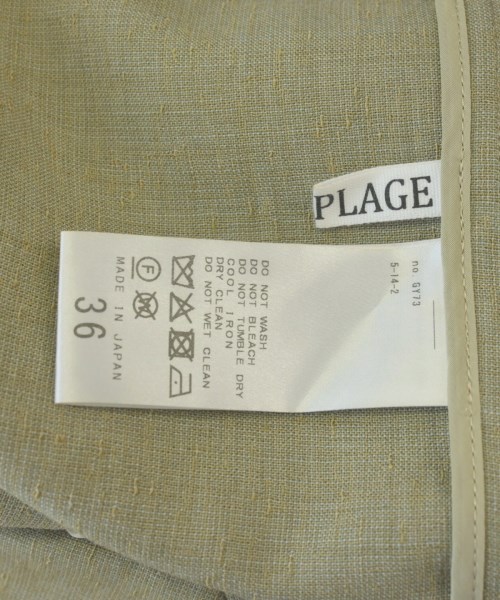 PLAGE
no. GY73
5-14-2
DO NOT WASH
DO NOT BLEACH
DO NOT TUMBLE DRY
COOL IRON
DRY CLEAN
DO NOT WET CLEAN
F
W
MADE IN JAPAN
36